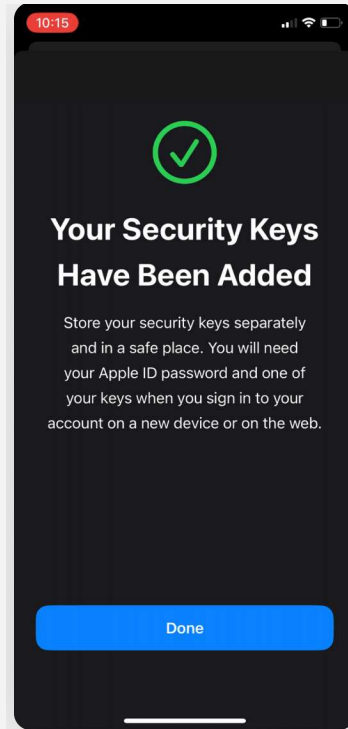 10:15
Your Security Keys
Have Been Added
Store your security keys separately
and in a safe place. You will need
your Apple ID password and one of
your keys when you sign in to your
account on a new device or on the web.
Done